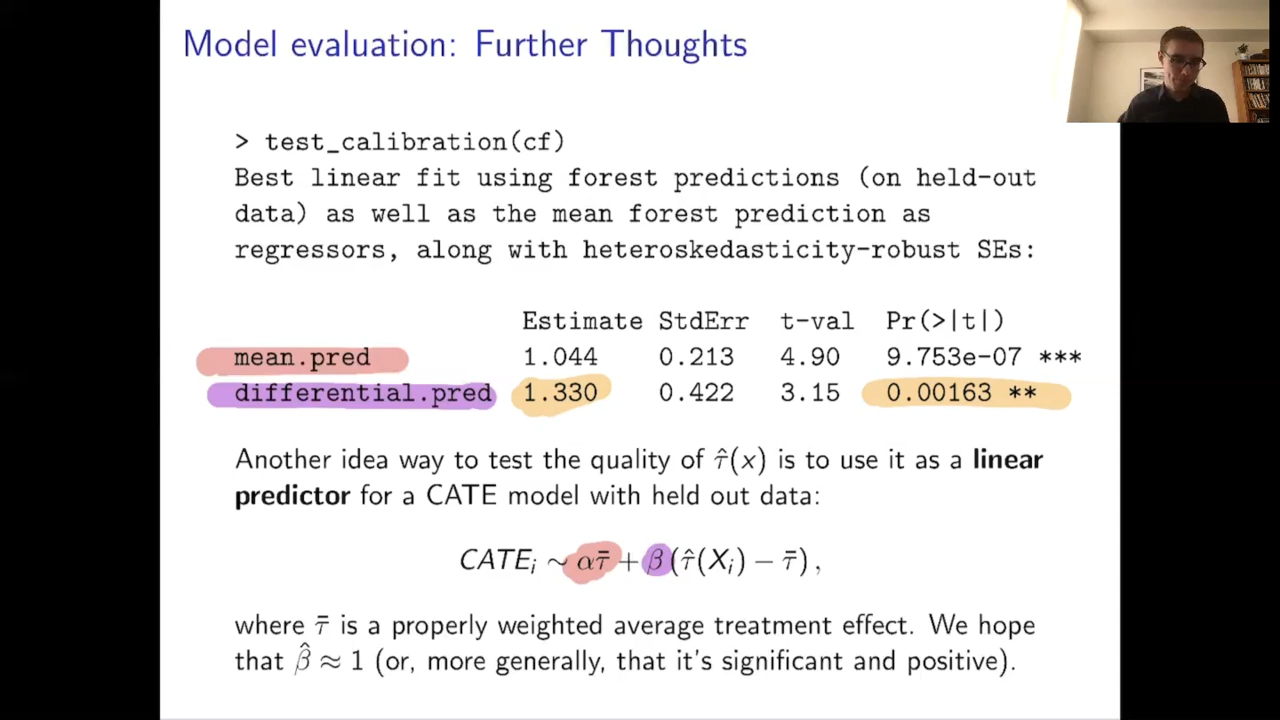 Model evaluation: Further Thoughts
> test_calibration(cf)
Best linear fit using forest predictions (on held-out
data) as well as the mean forest prediction as
regressors, along with heteroskedasticity-robust SEs:
Estimate StdErr t-val Pr(>|t|)
mean.pred 1.044 0.213 4.90 9.753e-07 ***
differential.pred 1.330 0.422 3.15 0.00163 **
Another idea way to test the quality of τ̂(x) is to use it as a linear
predictor for a CATE model with held out data:
CATEᵢ ∼ ατ̄ + β(τ̂(Xᵢ) − τ̄),
where τ̄ is a properly weighted average treatment effect. We hope
that β̂ ≈ 1 (or, more generally, that it's significant and positive).